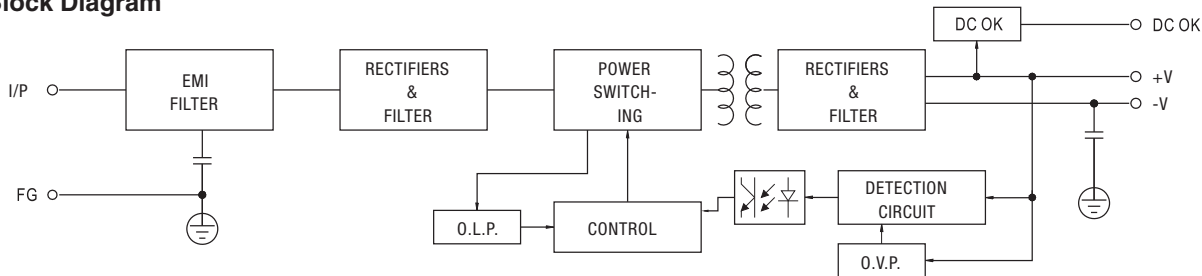 Block Diagram
DC OK
DC OK
I/P
EMI
FILTER
RECTIFIERS
&
FILTER
POWER
SWITCH-
ING
RECTIFIERS
&
FILTER
+V
-V
FG
O.L.P.
CONTROL
DETECTION
CIRCUIT
O.V.P.